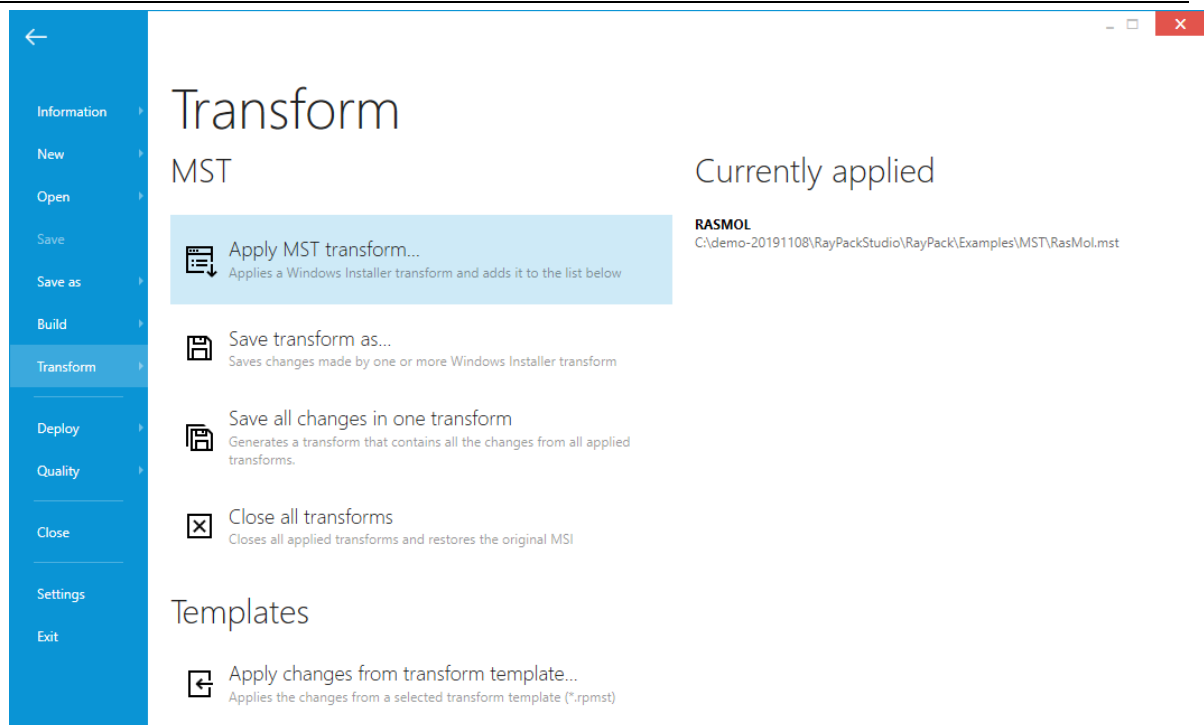 Information
New
Open
Save
Save as
Build
Transform
Deploy
Quality
Close
Settings
Exit
Transform
MST
Apply MST transform...
Applies a Windows Installer transform and adds it to the list below
Save transform as...
Saves changes made by one or more Windows Installer transform
Save all changes in one transform
Generates a transform that contains all the changes from all applied
transforms.
Close all transforms
Closes all applied transforms and restores the original MSI
Templates
Apply changes from transform template...
Applies the changes from a selected transform template (*.rpmst)
Currently applied
RASMOL
C:\demo-20191108\RayPackStudio\RayPack\Examples\MST\RasMol.mst